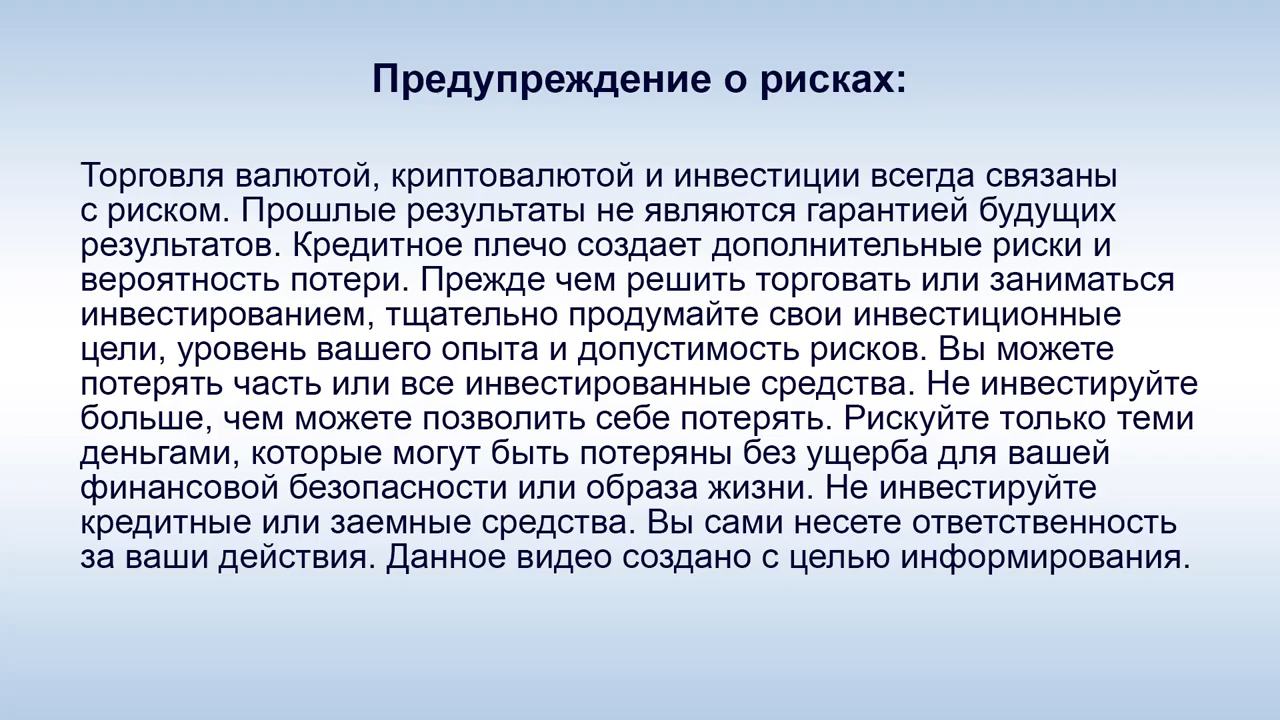 Предупреждение о рисках:
Торговля валютой, криптовалютой и инвестиции всегда связаны
с риском. Прошлые результаты не являются гарантией будущих
результатов. Кредитное плечо создает дополнительные риски и
вероятность потери. Прежде чем решить торговать или заниматься
инвестированием, тщательно продумайте свои инвестиционные
цели, уровень вашего опыта и допустимость рисков. Вы можете
потерять часть или все инвестированные средства. Не инвестируйте
больше, чем можете позволить себе потерять. Рискуйте только теми
деньгами, которые могут быть потеряны без ущерба для вашей
финансовой безопасности или образа жизни. Не инвестируйте
кредитные или заемные средства. Вы сами несете ответственность
за ваши действия. Данное видео создано с целью информирования.